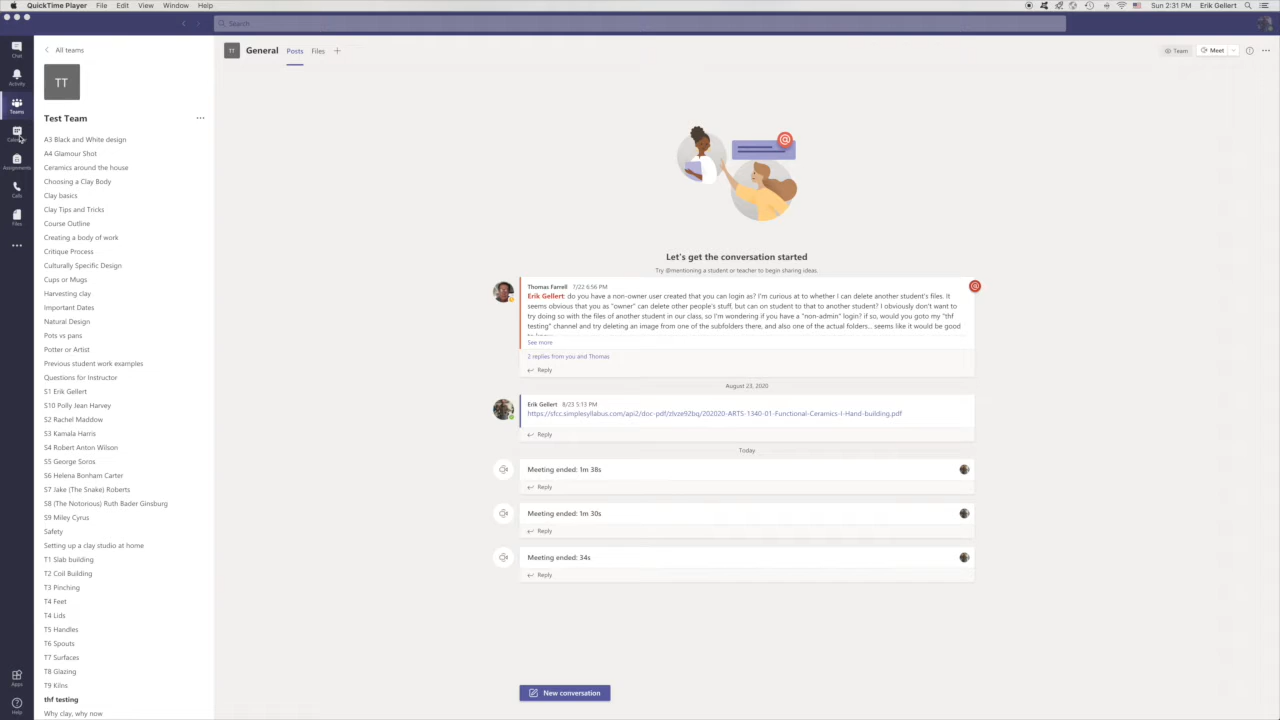 QuickTime Player File Edit View Window Help
Sun 2:31 PM Erik Gellert
Search
Chat
Activity
Teams
Assignments
Calls
Files
Apps
Help
All teams
TT
Test Team
A3 Black and White design
A4 Glamour Shot
Ceramics around the house
Choosing a Clay Body
Clay basics
Clay Tips and Tricks
Course Outline
Creating a body of work
Critique Process
Culturally Specific Design
Cups or Mugs
Harvesting clay
Important Dates
Natural Design
Pots vs pans
Potter or Artist
Previous student work examples
Questions for Instructor
S1 Erik Gellert
S10 Polly Jean Harvey
S2 Rachel Maddow
S3 Kamala Harris
S4 Robert Anton Wilson
S5 George Soros
S6 Helena Bonham Carter
S7 Jake (The Snake) Roberts
S8 (The Notorious) Ruth Bader Ginsburg
S9 Miley Cyrus
Safety
Setting up a clay studio at home
T1 Slab building
T2 Coil Building
T3 Pinching
T4 Feet
T4 Lids
T5 Handles
T6 Spouts
T7 Surfaces
T8 Glazing
T9 Kilns
thf testing
Why clay, why now
TT General Posts Files
Team Meet
Let's get the conversation started
Try @mentioning a student or teacher to begin sharing ideas.
Thomas Farrell 7/22 6:56 PM
Erik Gellert: do you have a non-owner user created that you can login as? I'm curious at to whether I can delete another student's files. It
seems obvious that you as "owner" can delete other people's stuff, but can on student to that to another student? I obviously don't want to
try doing so with the files of another student in our class, so I'm wondering if you have a "non-admin" login? if so, would you goto my "thf
testing" channel and try deleting an image from one of the subfolders there, and also one of the actual folders... seems like it would be good
See more
2 replies from you and Thomas
Reply
August 23, 2020
Erik Gellert 8/23 5:13 PM
https://sfcc.simplesyllabus.com/api2/doc-pdf/zlvze92bq/202020-ARTS-1340-01-Functional-Ceramics-I-Hand-building.pdf
Reply
Today
Meeting ended: 1m 38s
Reply
Meeting ended: 1m 30s
Reply
Meeting ended: 34s
Reply
New conversation